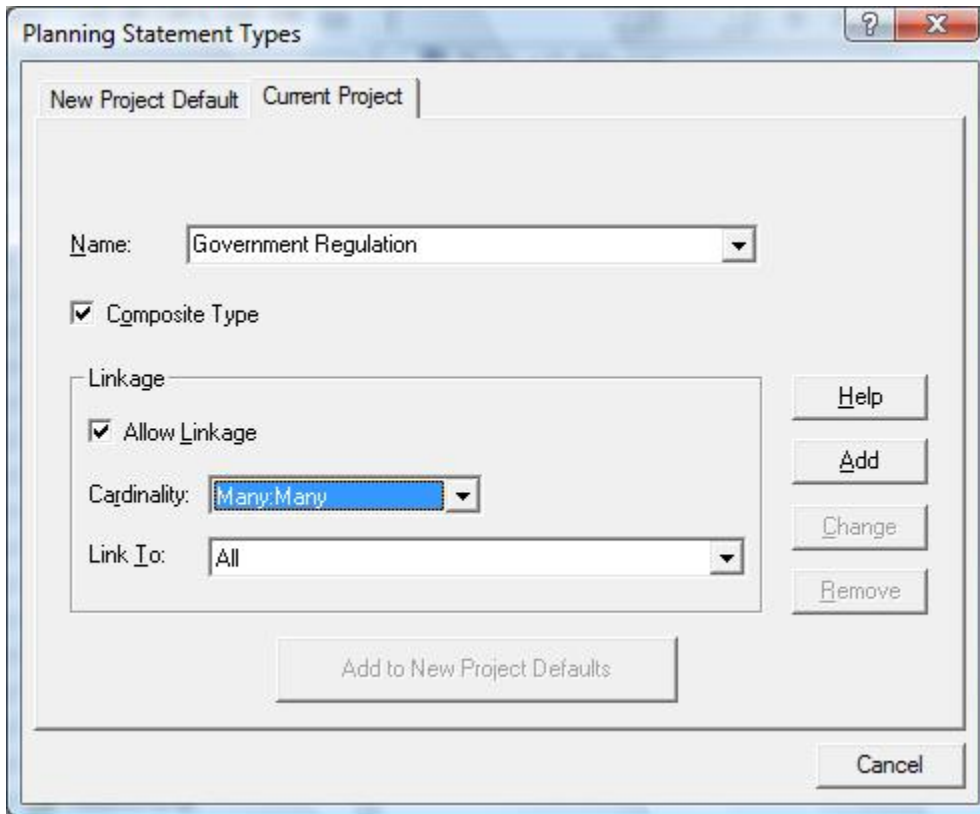 Planning Statement Types
New Project Default
Current Project
Name:
Government Regulation
Composite Type
Linkage
Allow Linkage
Cardinality:
Many:Many
Link To:
All
Help
Add
Change
Remove
Add to New Project Defaults
Cancel